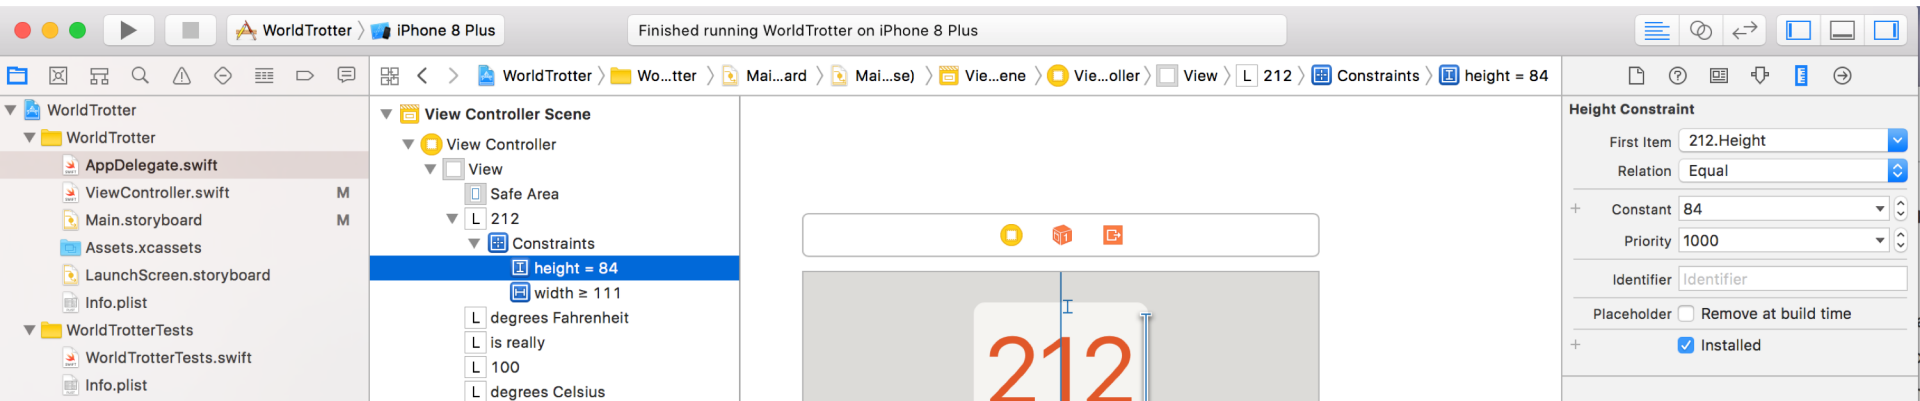 WorldTrotter iPhone 8 Plus Finished running WorldTrotter on iPhone 8 Plus
WorldTrotter Wo...tter Mai...ard Mai...se) Vie...ene Vie...oller View L 212 Constraints height = 84
WorldTrotter
WorldTrotter
AppDelegate.swift
ViewController.swift M
Main.storyboard M
Assets.xcassets
LaunchScreen.storyboard
Info.plist
WorldTrotterTests
WorldTrotterTests.swift
Info.plist
View Controller Scene
View Controller
View
Safe Area
L 212
Constraints
height = 84
width ≥ 111
L degrees Fahrenheit
L is really
L 100
L degrees Celsius
212
Height Constraint
First Item 212.Height
Relation Equal
Constant 84
Priority 1000
Identifier Identifier
Placeholder Remove at build time
Installed